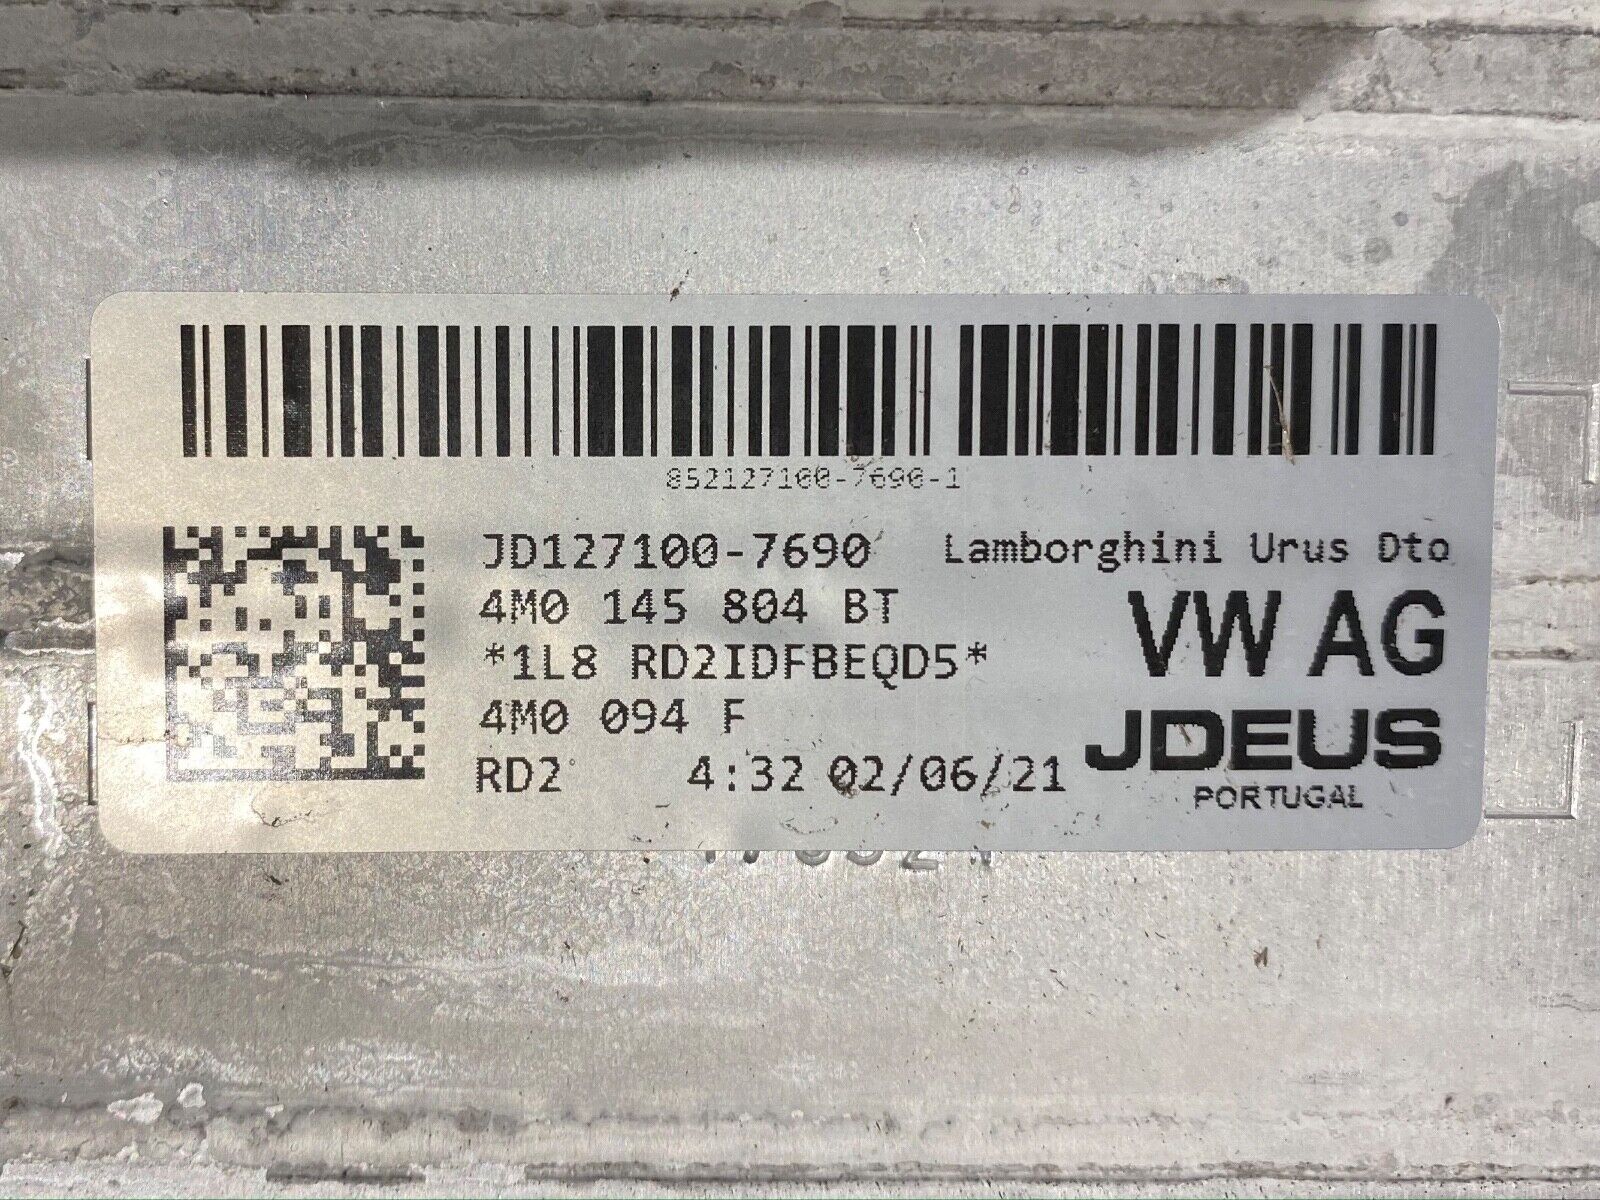 852127100-7690-1
JD127100-7690 Lamborghini Urus Dto
4M0 145 804 BT
VW AG
*1L8 RD2IDFBEQD5*
4M0 094 F
JDEUS
RD2 4:32 02/06/21
PORTUGAL